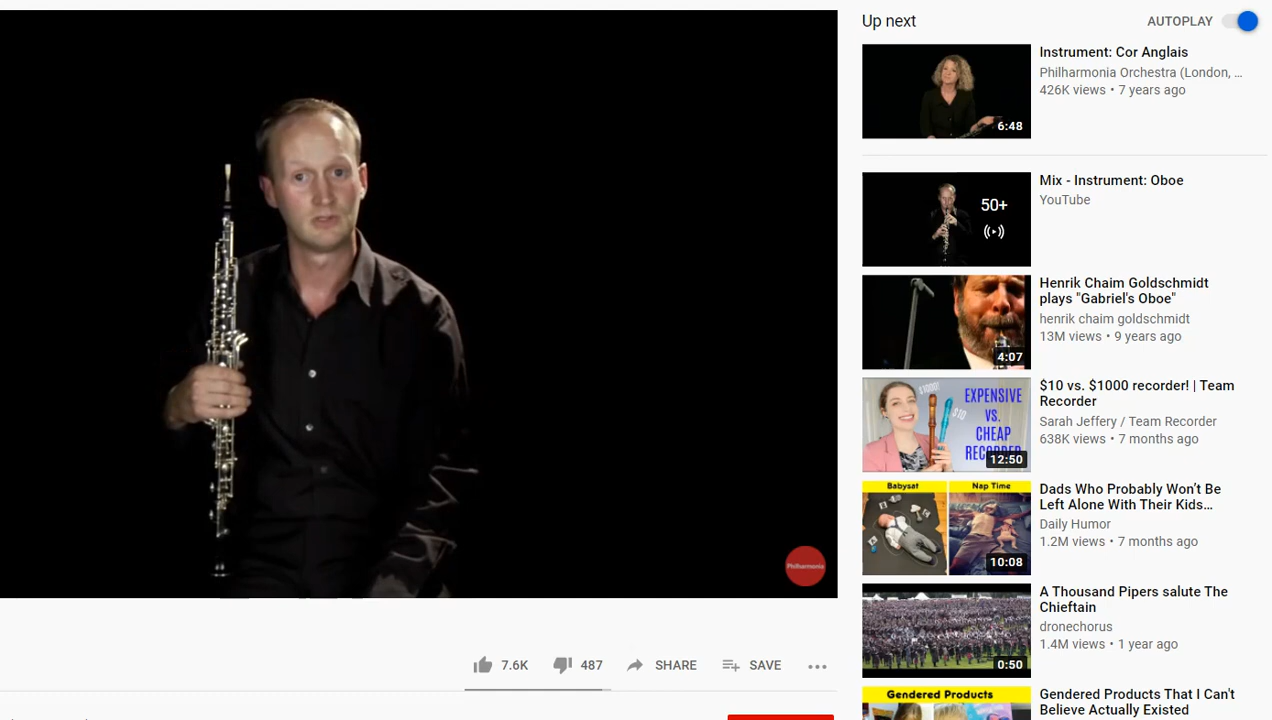 Up next
AUTOPLAY
Instrument: Cor Anglais
Philharmonia Orchestra (London, ...
426K views • 7 years ago
6:48
Mix - Instrument: Oboe
YouTube
50+
Henrik Chaim Goldschmidt
plays "Gabriel's Oboe"
henrik chaim goldschmidt
13M views • 9 years ago
4:07
$10 vs. $1000 recorder! | Team
Recorder
Sarah Jeffery / Team Recorder
638K views • 7 months ago
$1000!
$10
EXPENSIVE
VS.
CHEAP
RECORDER
12:50
Dads Who Probably Won’t Be
Left Alone With Their Kids...
Daily Humor
1.2M views • 7 months ago
Babysat
Nap Time
10:08
A Thousand Pipers salute The
Chieftain
dronechorus
1.4M views • 1 year ago
0:50
Gendered Products That I Can't
Believe Actually Existed
Gendered Products
Philharmonia
7.6K
487
SHARE
SAVE